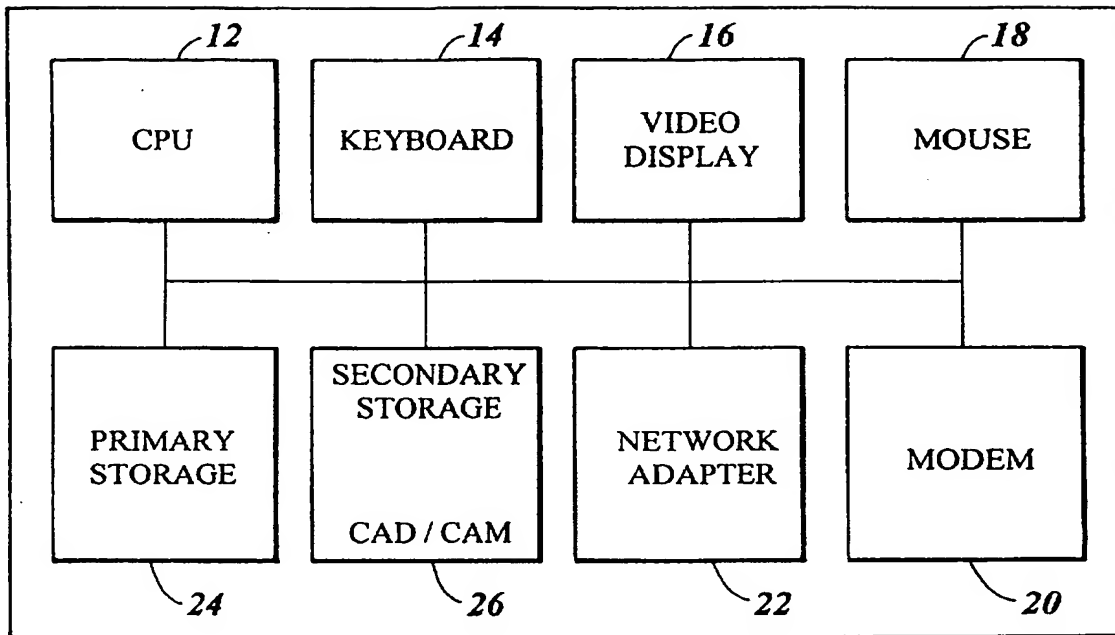 12
14
16
18
CPU
KEYBOARD
VIDEO
DISPLAY
MOUSE
PRIMARY
STORAGE
SECONDARY
STORAGE
CAD / CAM
NETWORK
ADAPTER
MODEM
24
26
22
20